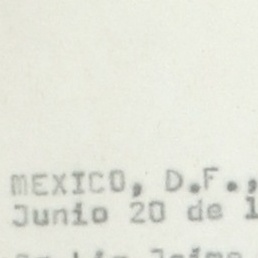 MEXICO, D.F.,
Junio 20 de 1